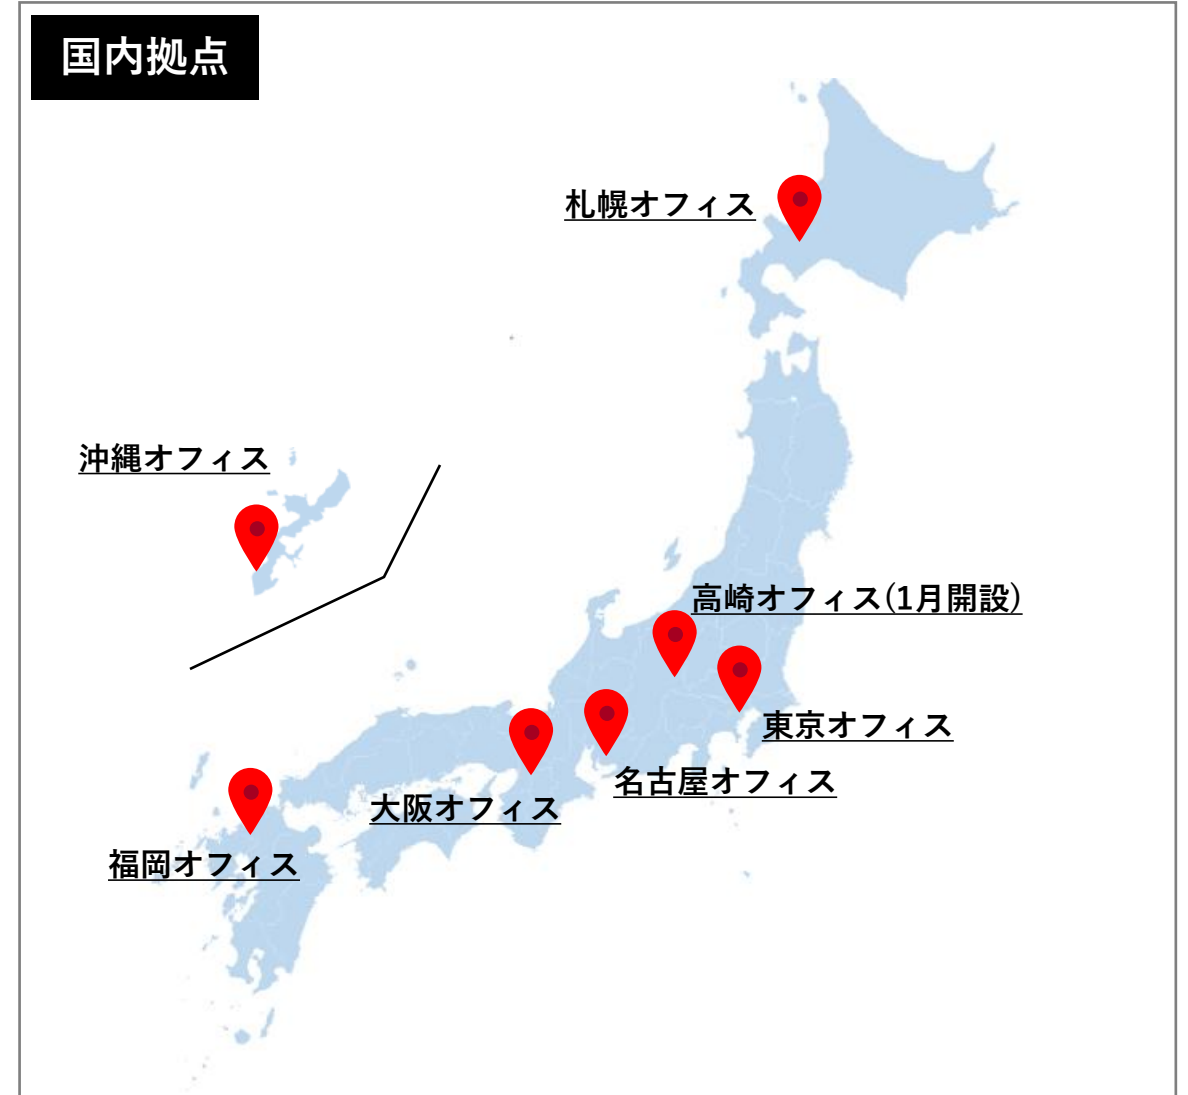 国内拠点
札幌オフィス
沖縄オフィス
高崎オフィス(1月開設)
東京オフィス
名古屋オフィス
大阪オフィス
福岡オフィス